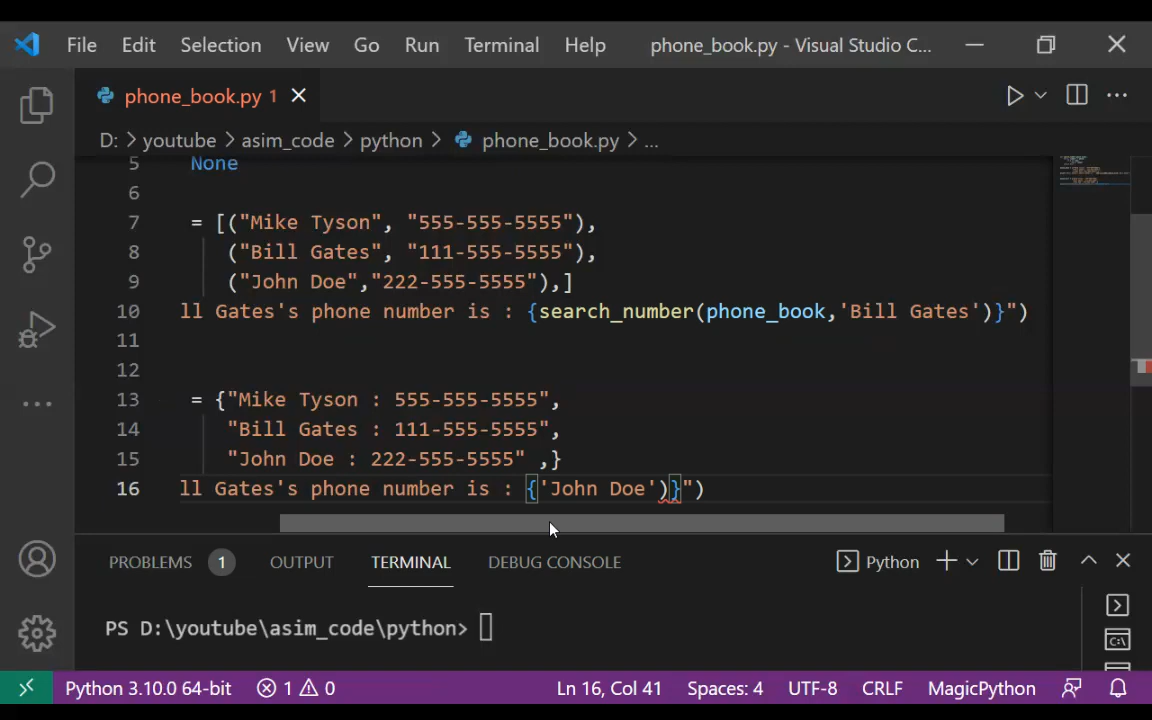 File Edit Selection View Go Run Terminal Help phone_book.py - Visual Studio C...
phone_book.py 1
D: > youtube > asim_code > python > phone_book.py > ...
5 None
6
7 = [("Mike Tyson", "555-555-5555"),
8 ("Bill Gates", "111-555-5555"),
9 ("John Doe","222-555-5555"),]
10 ll Gates's phone number is : {search_number(phone_book,'Bill Gates')}")
11
12
13 = {"Mike Tyson : 555-555-5555",
14 "Bill Gates : 111-555-5555",
15 "John Doe : 222-555-5555" ,}
16 ll Gates's phone number is : {'John Doe')}")
PROBLEMS 1 OUTPUT TERMINAL DEBUG CONSOLE Python
PS D:\youtube\asim_code\python>
Python 3.10.0 64-bit 1 0 Ln 16, Col 41 Spaces: 4 UTF-8 CRLF MagicPython